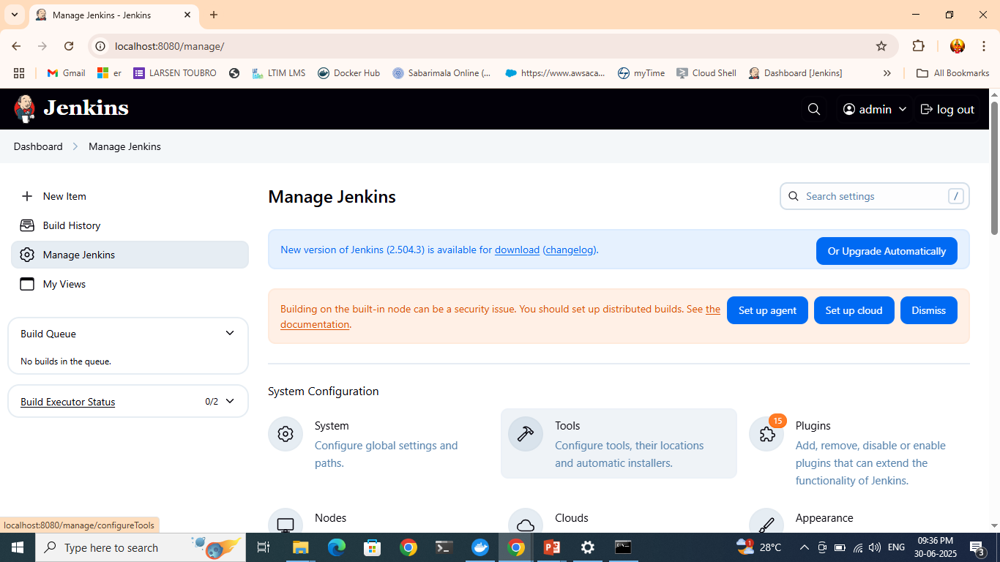 Manage Jenkins - Jenkins
localhost:8080/manage/
Gmail
er
LARSEN TOUBRO
LTIM LMS
Docker Hub
Sabarimala Online (...
https://www.awsaca...
myTime
Cloud Shell
Dashboard [Jenkins]
All Bookmarks
Jenkins
admin
log out
Dashboard
Manage Jenkins
New Item
Build History
Manage Jenkins
My Views
Build Queue
No builds in the queue.
Build Executor Status 0/2
Manage Jenkins
Search settings /
New version of Jenkins (2.504.3) is available for download (changelog).
Or Upgrade Automatically
Building on the built-in node can be a security issue. You should set up distributed builds. See the
documentation.
Set up agent
Set up cloud
Dismiss
System Configuration
System
Configure global settings and
paths.
Tools
Configure tools, their locations
and automatic installers.
15
Plugins
Add, remove, disable or enable
plugins that can extend the
functionality of Jenkins.
Nodes
Clouds
Appearance
localhost:8080/manage/configureTools
Type here to search
1
28°C
ENG
09:36 PM
30-06-2025
3